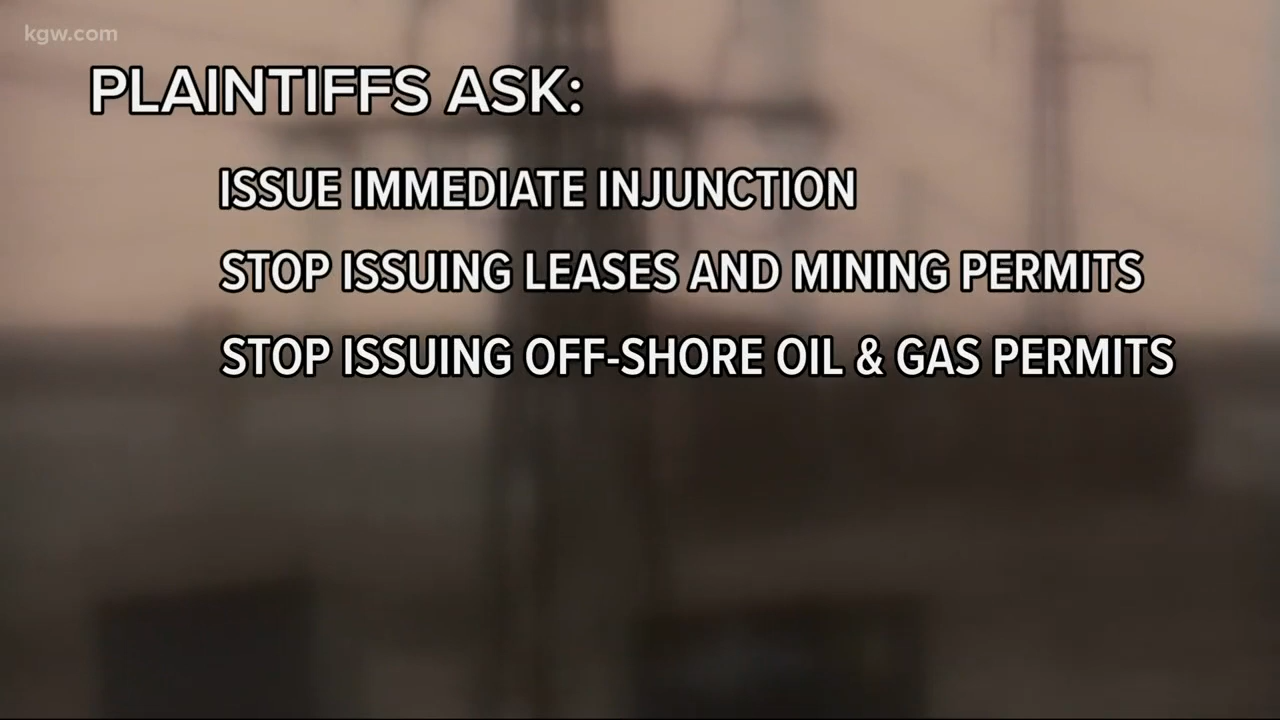 kgw.com
PLAINTIFFS ASK:
ISSUE IMMEDIATE INJUNCTION
STOP ISSUING LEASES AND MINING PERMITS
STOP ISSUING OFF-SHORE OIL & GAS PERMITS